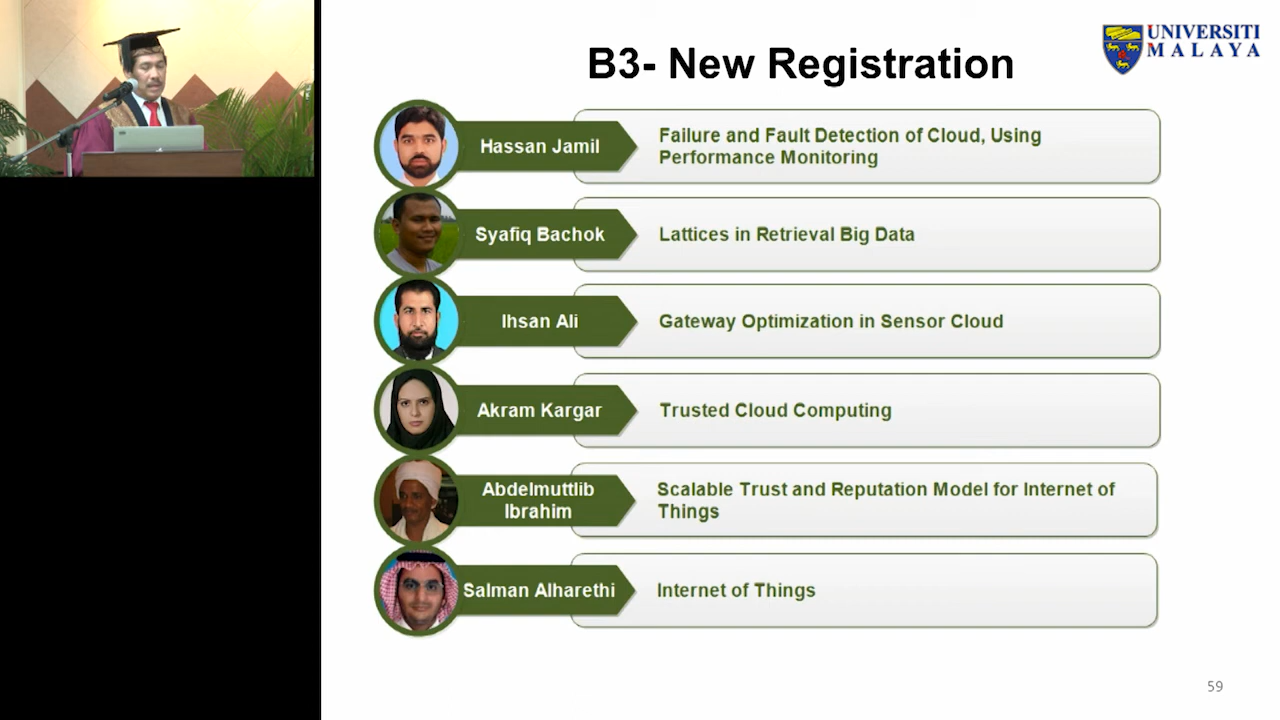 B3- New Registration
UNIVERSITI
MALAYA
Hassan Jamil
Failure and Fault Detection of Cloud, Using
Performance Monitoring
Syafiq Bachok
Lattices in Retrieval Big Data
Ihsan Ali
Gateway Optimization in Sensor Cloud
Akram Kargar
Trusted Cloud Computing
Abdelmuttlib
Ibrahim
Scalable Trust and Reputation Model for Internet of
Things
Salman Alharethi
Internet of Things
59